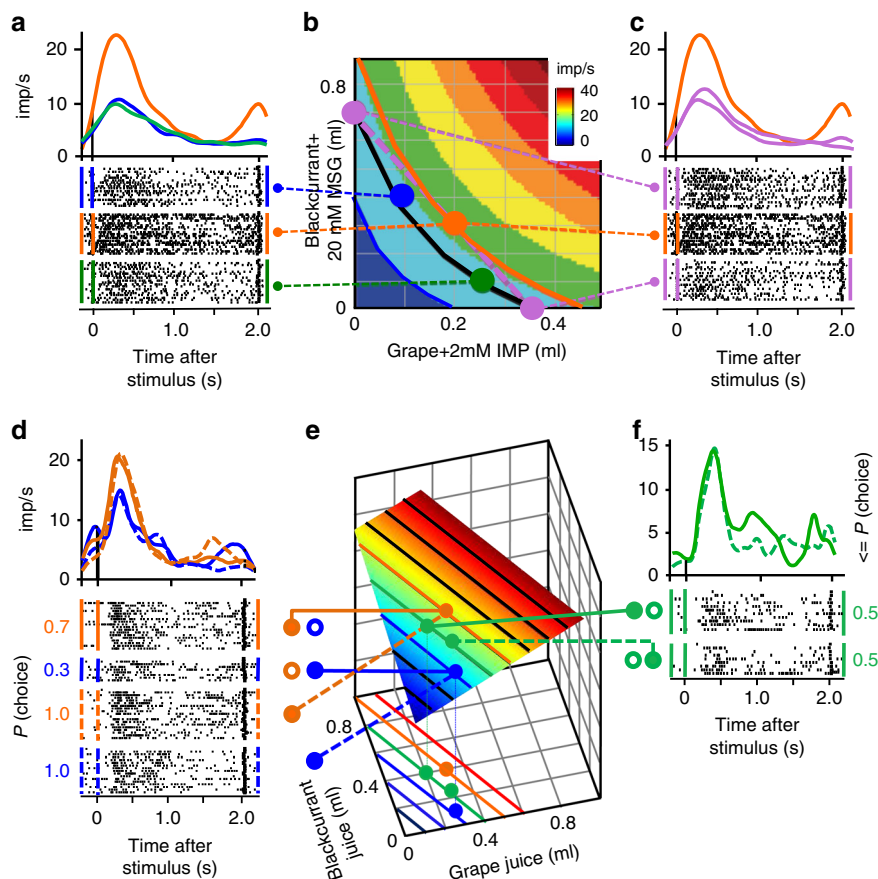 a
20
10
0
imp/s
0
1.0
2.0
Time after
stimulus (s)
b
0.8
0
Blackcurrant+
20 mM MSG (ml)
imp/s
40
20
0
0
0.2
0.4
Grape+2mM IMP (ml)
c
20
10
0
0
1.0
2.0
Time after
stimulus (s)
d
20
10
0
imp/s
P (choice)
0.7
0.3
1.0
1.0
0
1.0
2.0
Time after
stimulus (s)
e
0.8
0.4
0
Blackcurrant
juice (ml)
0
0.4
0.8
Grape juice (ml)
f
15
10
5
0
<= P (choice)
0.5
0.5
0
1.0
2.0
Time after
stimulus (s)